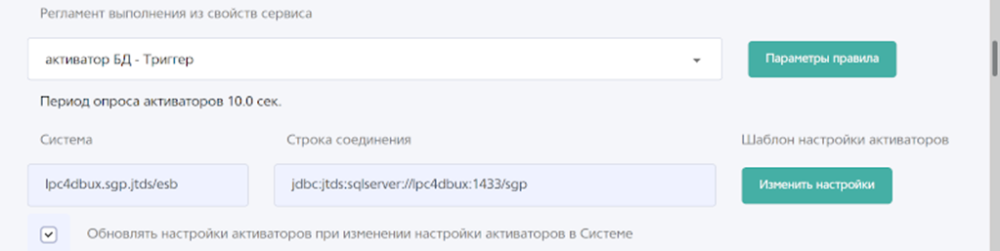 Регламент выполнения из свойств сервиса
активатор БД - Триггер
Параметры правила
Период опроса активаторов 10.0 сек.
Система
Строка соединения
Шаблон настройки активаторов
lpc4dbux.sgp.jtds/esb
jdbc:jtds:sqlserver://lpc4dbux:1433/sgp
Изменить настройки
Обновлять настройки активаторов при изменении настройки активаторов в Системе